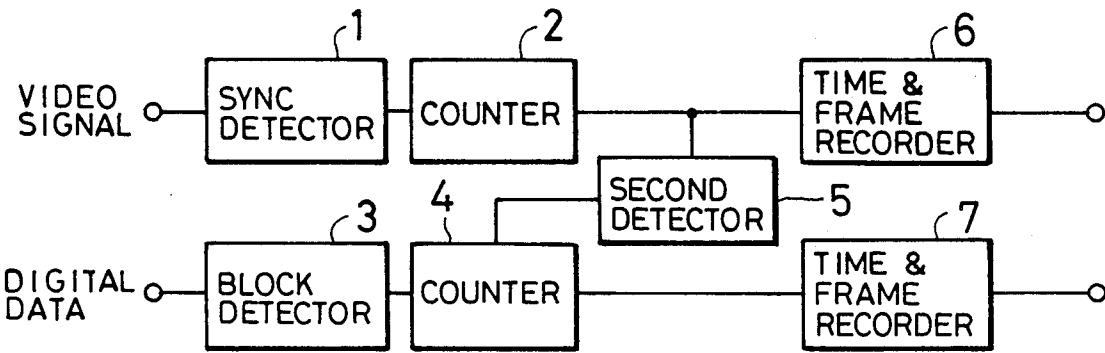 1
2
6
VIDEO
SIGNAL
SYNC
DETECTOR
COUNTER
TIME &
FRAME
RECORDER
SECOND
DETECTOR
5
3
4
7
DIGITAL
DATA
BLOCK
DETECTOR
COUNTER
TIME &
FRAME
RECORDER